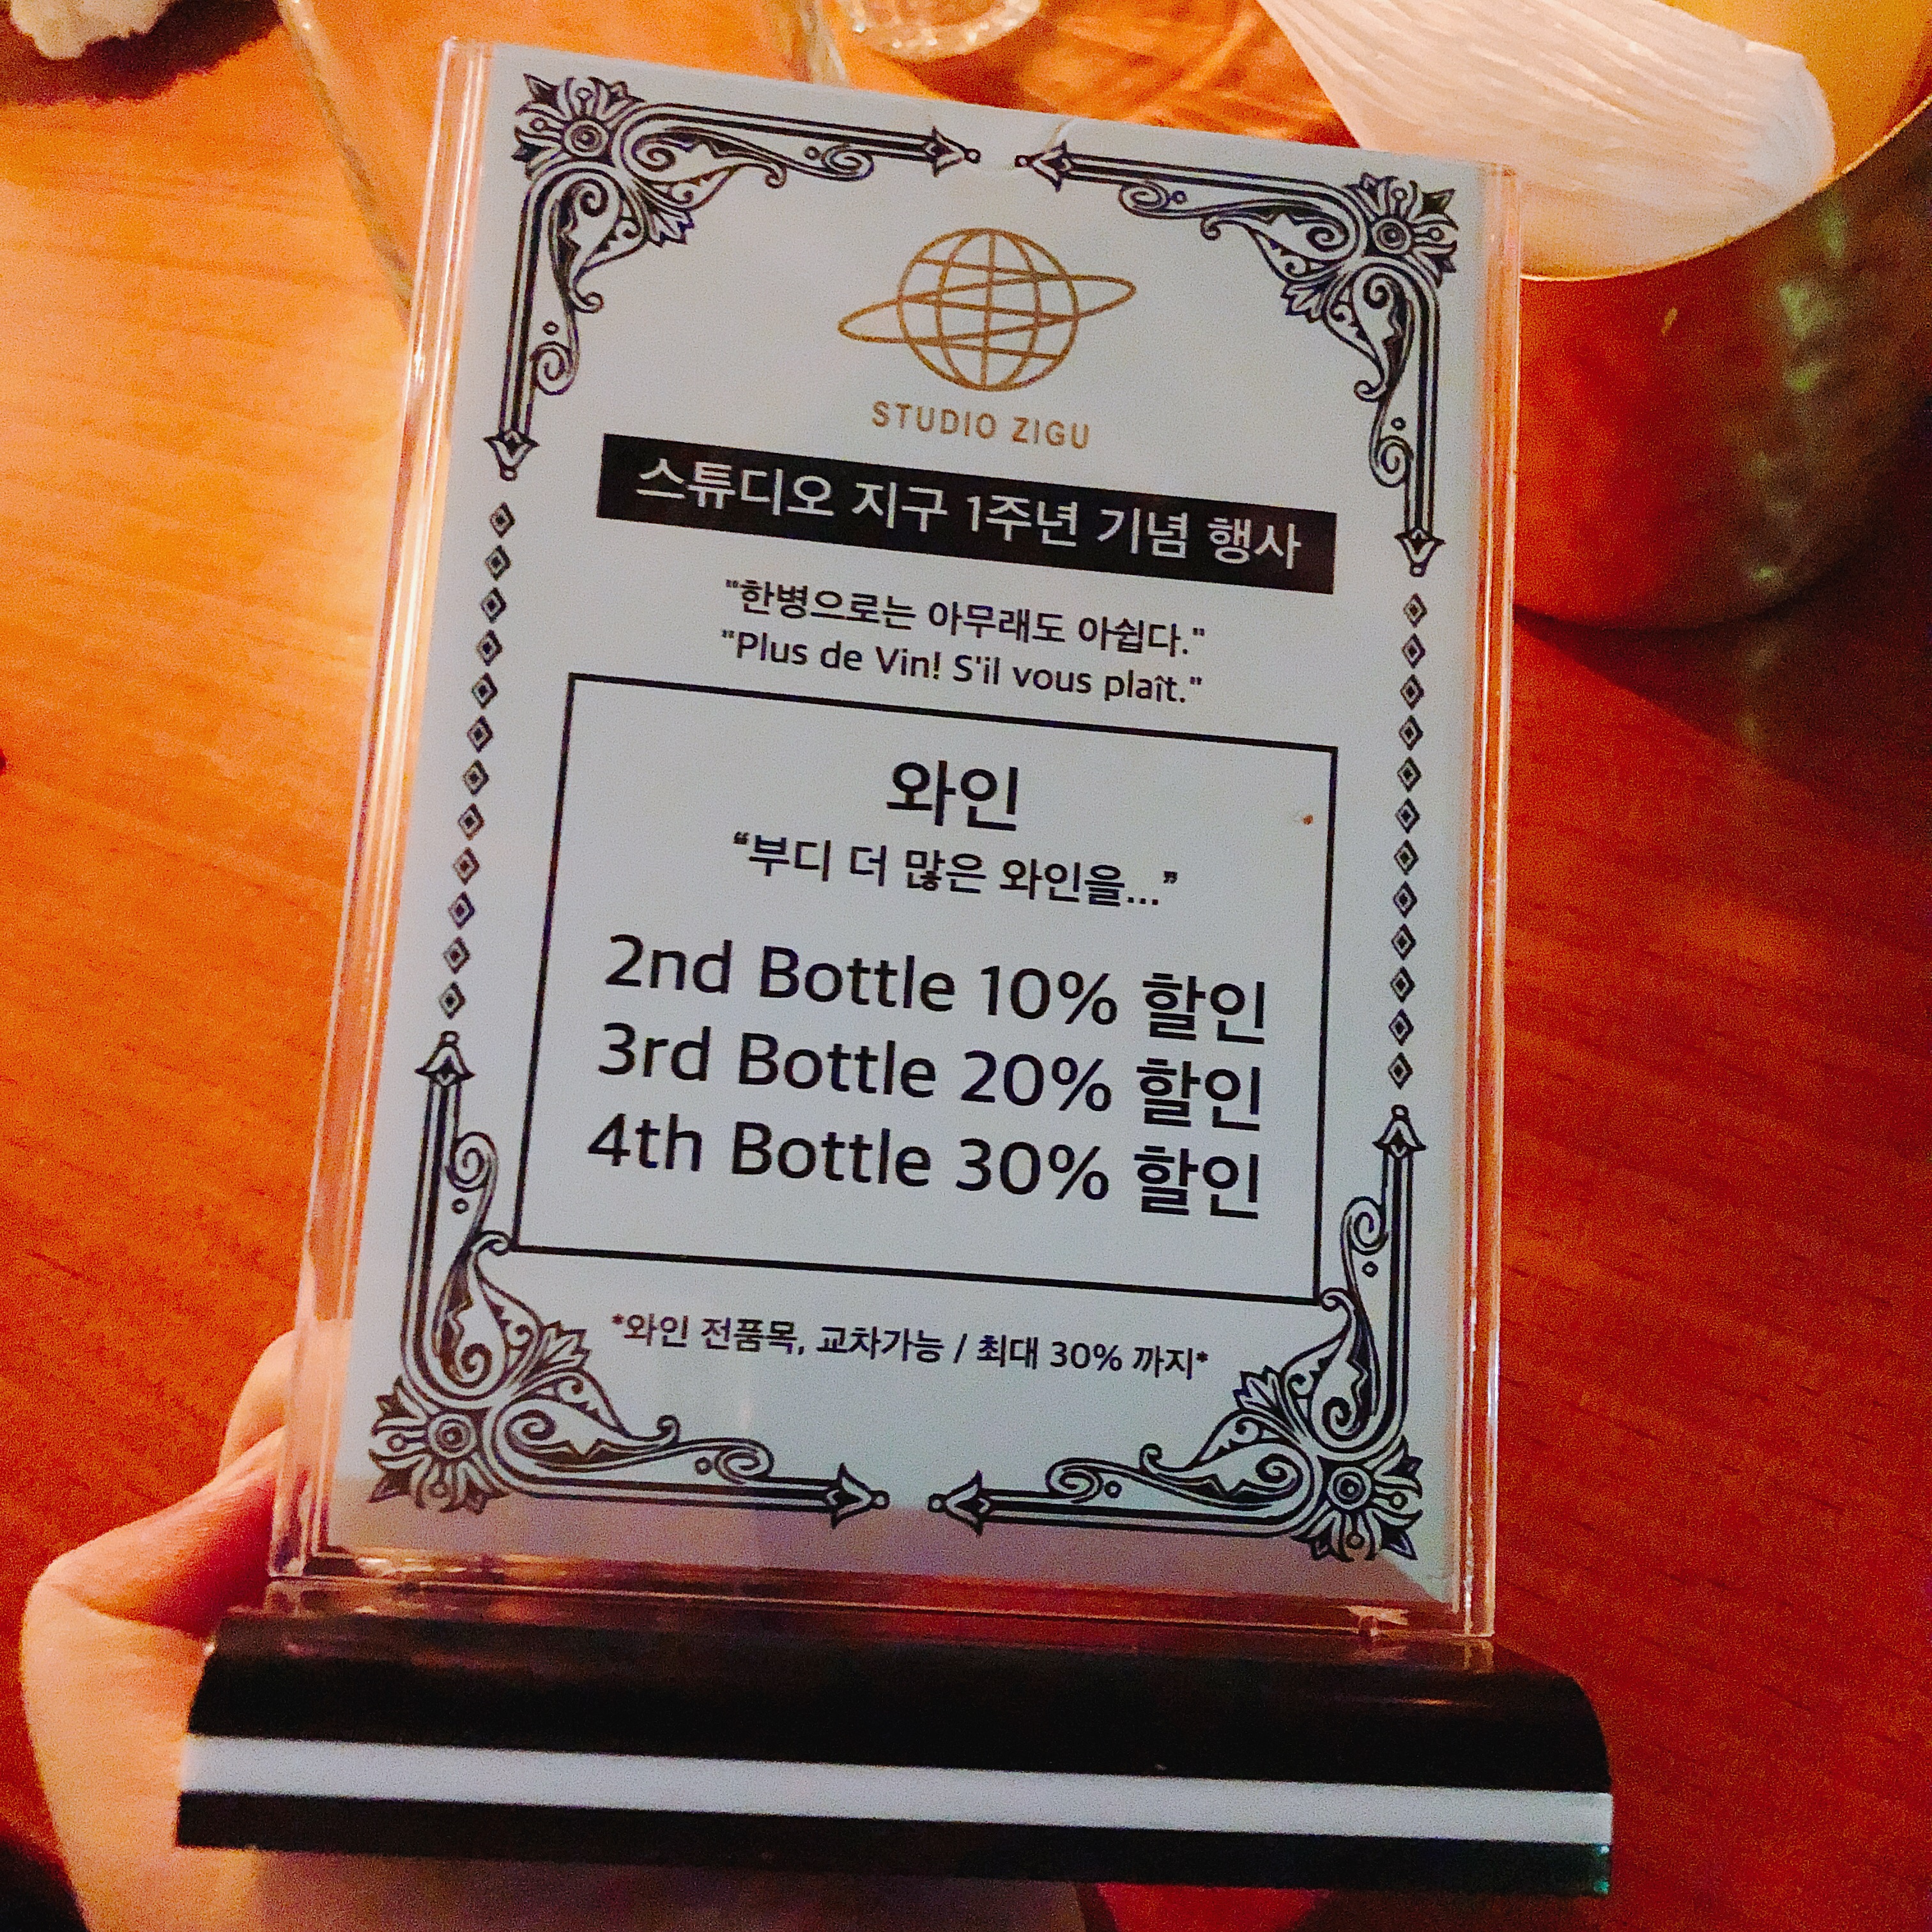 STUDIO ZIGU
스튜디오 지구 1주년 기념 행사
"한병으로는 아무래도 아쉽다."
"Plus de Vin! S'il vous plaît."
와인
“부디 더 많은 와인을...”
2nd Bottle 10% 할인
3rd Bottle 20% 할인
4th Bottle 30% 할인
*와인 전품목, 교차가능 / 최대 30% 까지*